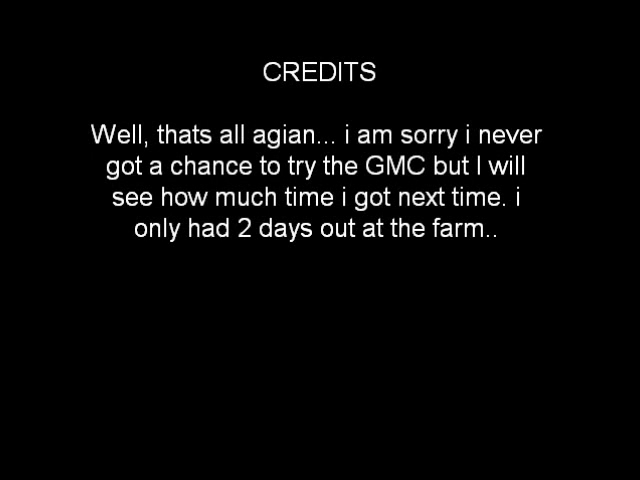 CREDITS
Well, thats all agian... i am sorry i never
got a chance to try the GMC but I will
see how much time i got next time. i
only had 2 days out at the farm..